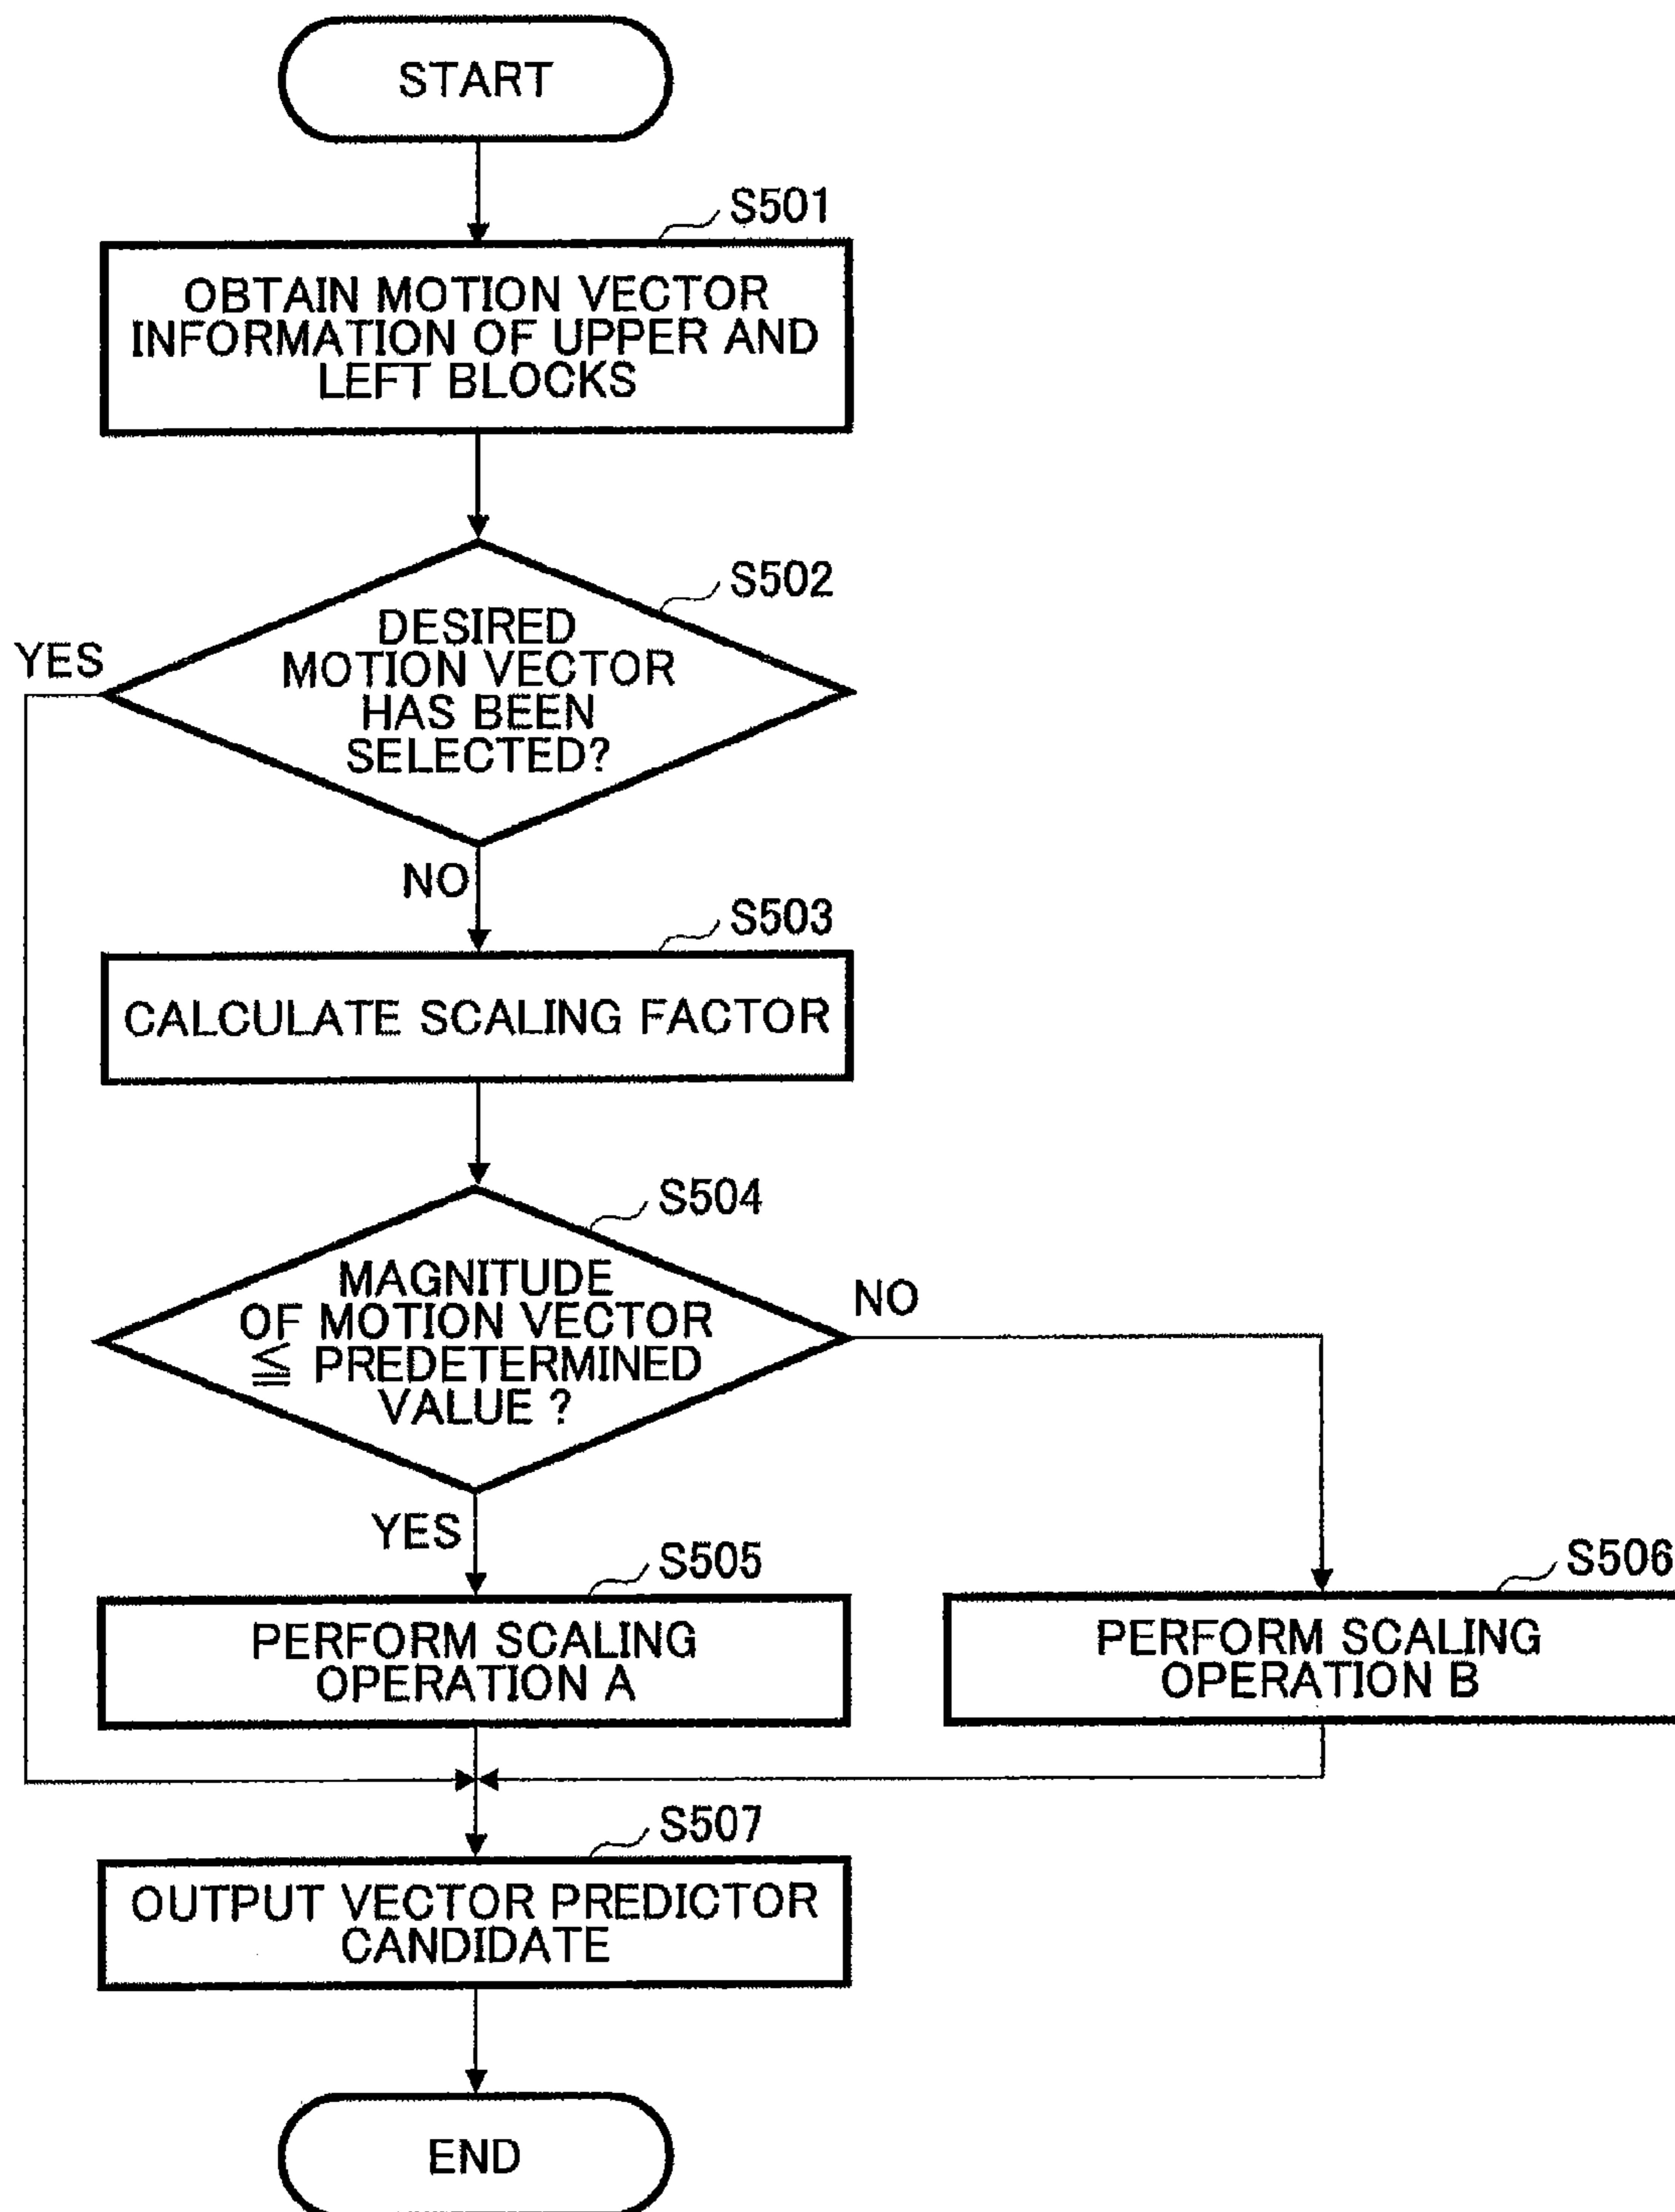 START
S501
OBTAIN MOTION VECTOR
INFORMATION OF UPPER AND
LEFT BLOCKS
S502
DESIRED
MOTION VECTOR
HAS BEEN
SELECTED?
YES
NO
S503
CALCULATE SCALING FACTOR
S504
MAGNITUDE
OF MOTION VECTOR
≦ PREDETERMINED
VALUE ?
NO
YES
S505
PERFORM SCALING
OPERATION A
S506
PERFORM SCALING
OPERATION B
S507
OUTPUT VECTOR PREDICTOR
CANDIDATE
END